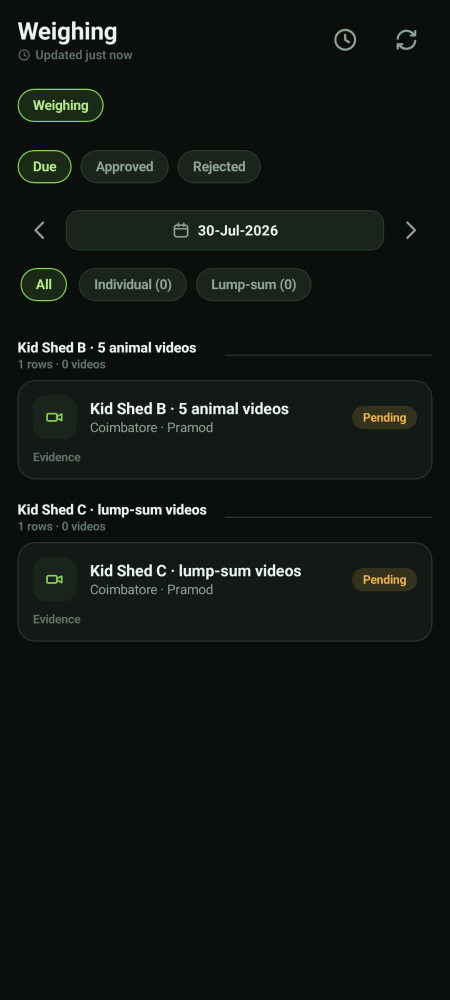 Weighing
Updated just now
Weighing
Due Approved Rejected
30-Jul-2026
All Individual (0) Lump-sum (0)
Kid Shed B · 5 animal videos
1 rows · 0 videos
Kid Shed B · 5 animal videos
Coimbatore · Pramod
Pending
Evidence
Kid Shed C · lump-sum videos
1 rows · 0 videos
Kid Shed C · lump-sum videos
Coimbatore · Pramod
Pending
Evidence